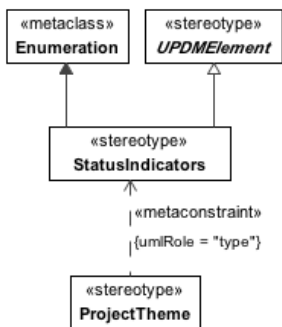 «metaclass»
Enumeration
«stereotype»
UPDMElement
«stereotype»
StatusIndicators
«metaconstraint»
{umlRole = "type"}
«stereotype»
ProjectTheme